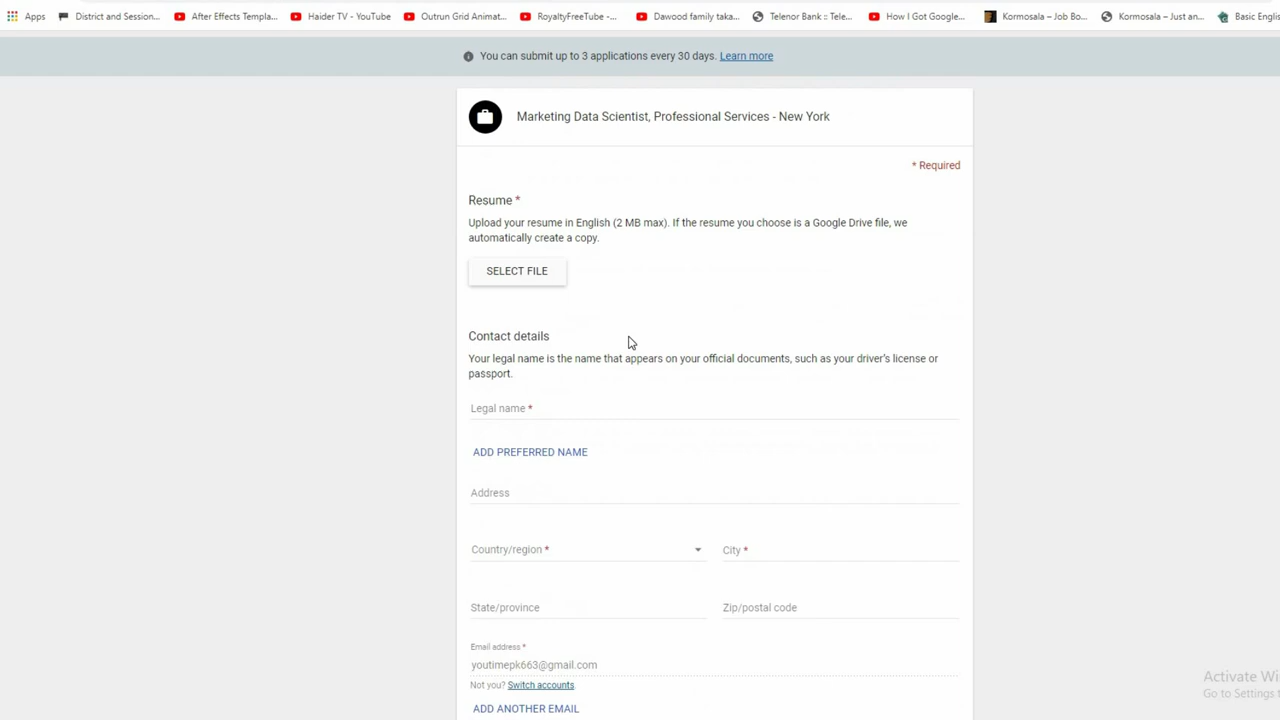 Apps District and Session... After Effects Templa... Haider TV - YouTube Outrun Grid Animat... RoyaltyFreeTube -... Dawood family taka... Telenor Bank :: Tele... How I Got Google... Kormosala – Job Bo... Kormosala – Just an... Basic Englis
You can submit up to 3 applications every 30 days. Learn more
Marketing Data Scientist, Professional Services - New York
* Required
Resume *
Upload your resume in English (2 MB max). If the resume you choose is a Google Drive file, we
automatically create a copy.
SELECT FILE
Contact details
Your legal name is the name that appears on your official documents, such as your driver's license or
passport.
Legal name *
ADD PREFERRED NAME
Address
Country/region * City *
State/province Zip/postal code
Email address *
youtimepk663@gmail.com
Not you? Switch accounts
ADD ANOTHER EMAIL
Activate Wi
Go to Settings t